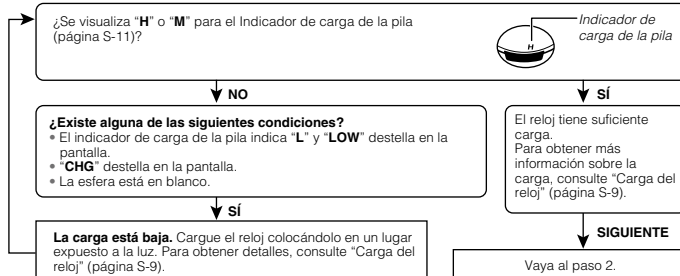 ¿Se visualiza “H” o “M” para el Indicador de carga de la pila
(página S-11)?
Indicador de
carga de la pila
H
NO
SÍ
¿Existe alguna de las siguientes condiciones?
• El indicador de carga de la pila indica “L” y “LOW” destella en la
pantalla.
• “CHG” destella en la pantalla.
• La esfera está en blanco.
El reloj tiene suficiente
carga.
Para obtener más
información sobre la
carga, consulte “Carga del
reloj” (página S-9).
SÍ
SIGUIENTE
La carga está baja. Cargue el reloj colocándolo en un lugar
expuesto a la luz. Para obtener detalles, consulte “Carga del
reloj” (página S-9).
Vaya al paso 2.